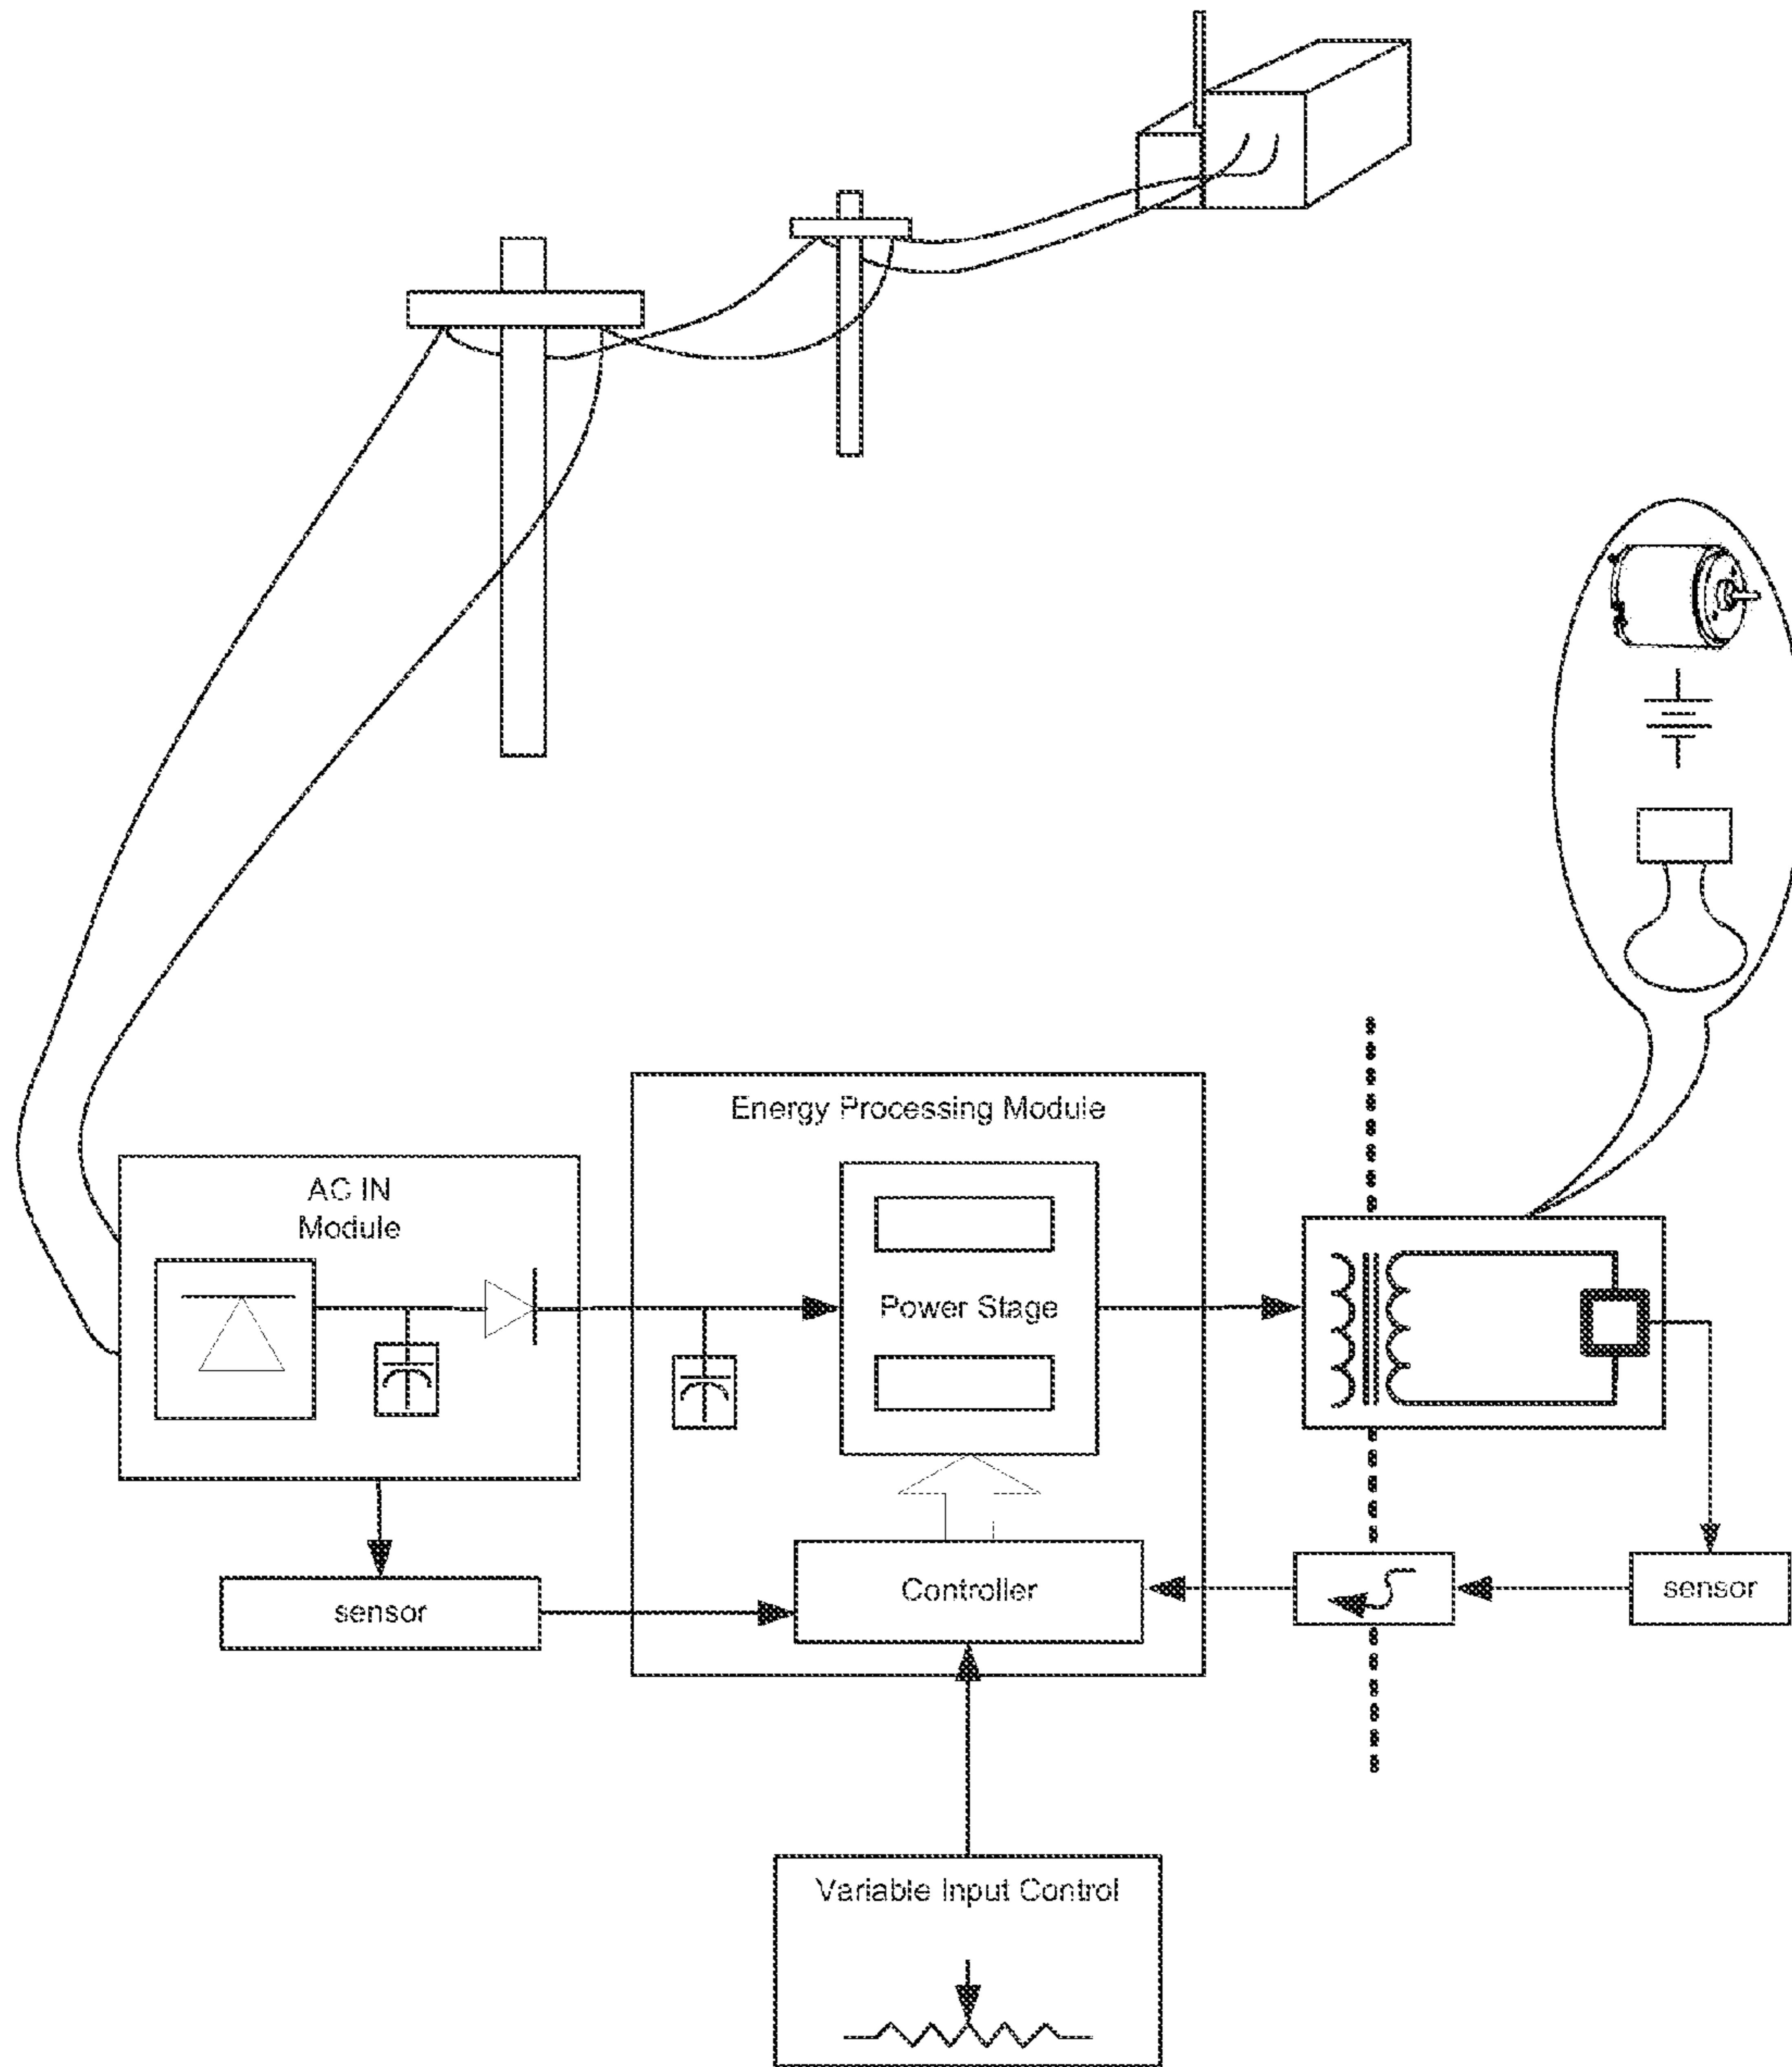 Energy Processing Module
AC IN
Module
Power Stage
Controller
sensor
sensor
Variable Input Control